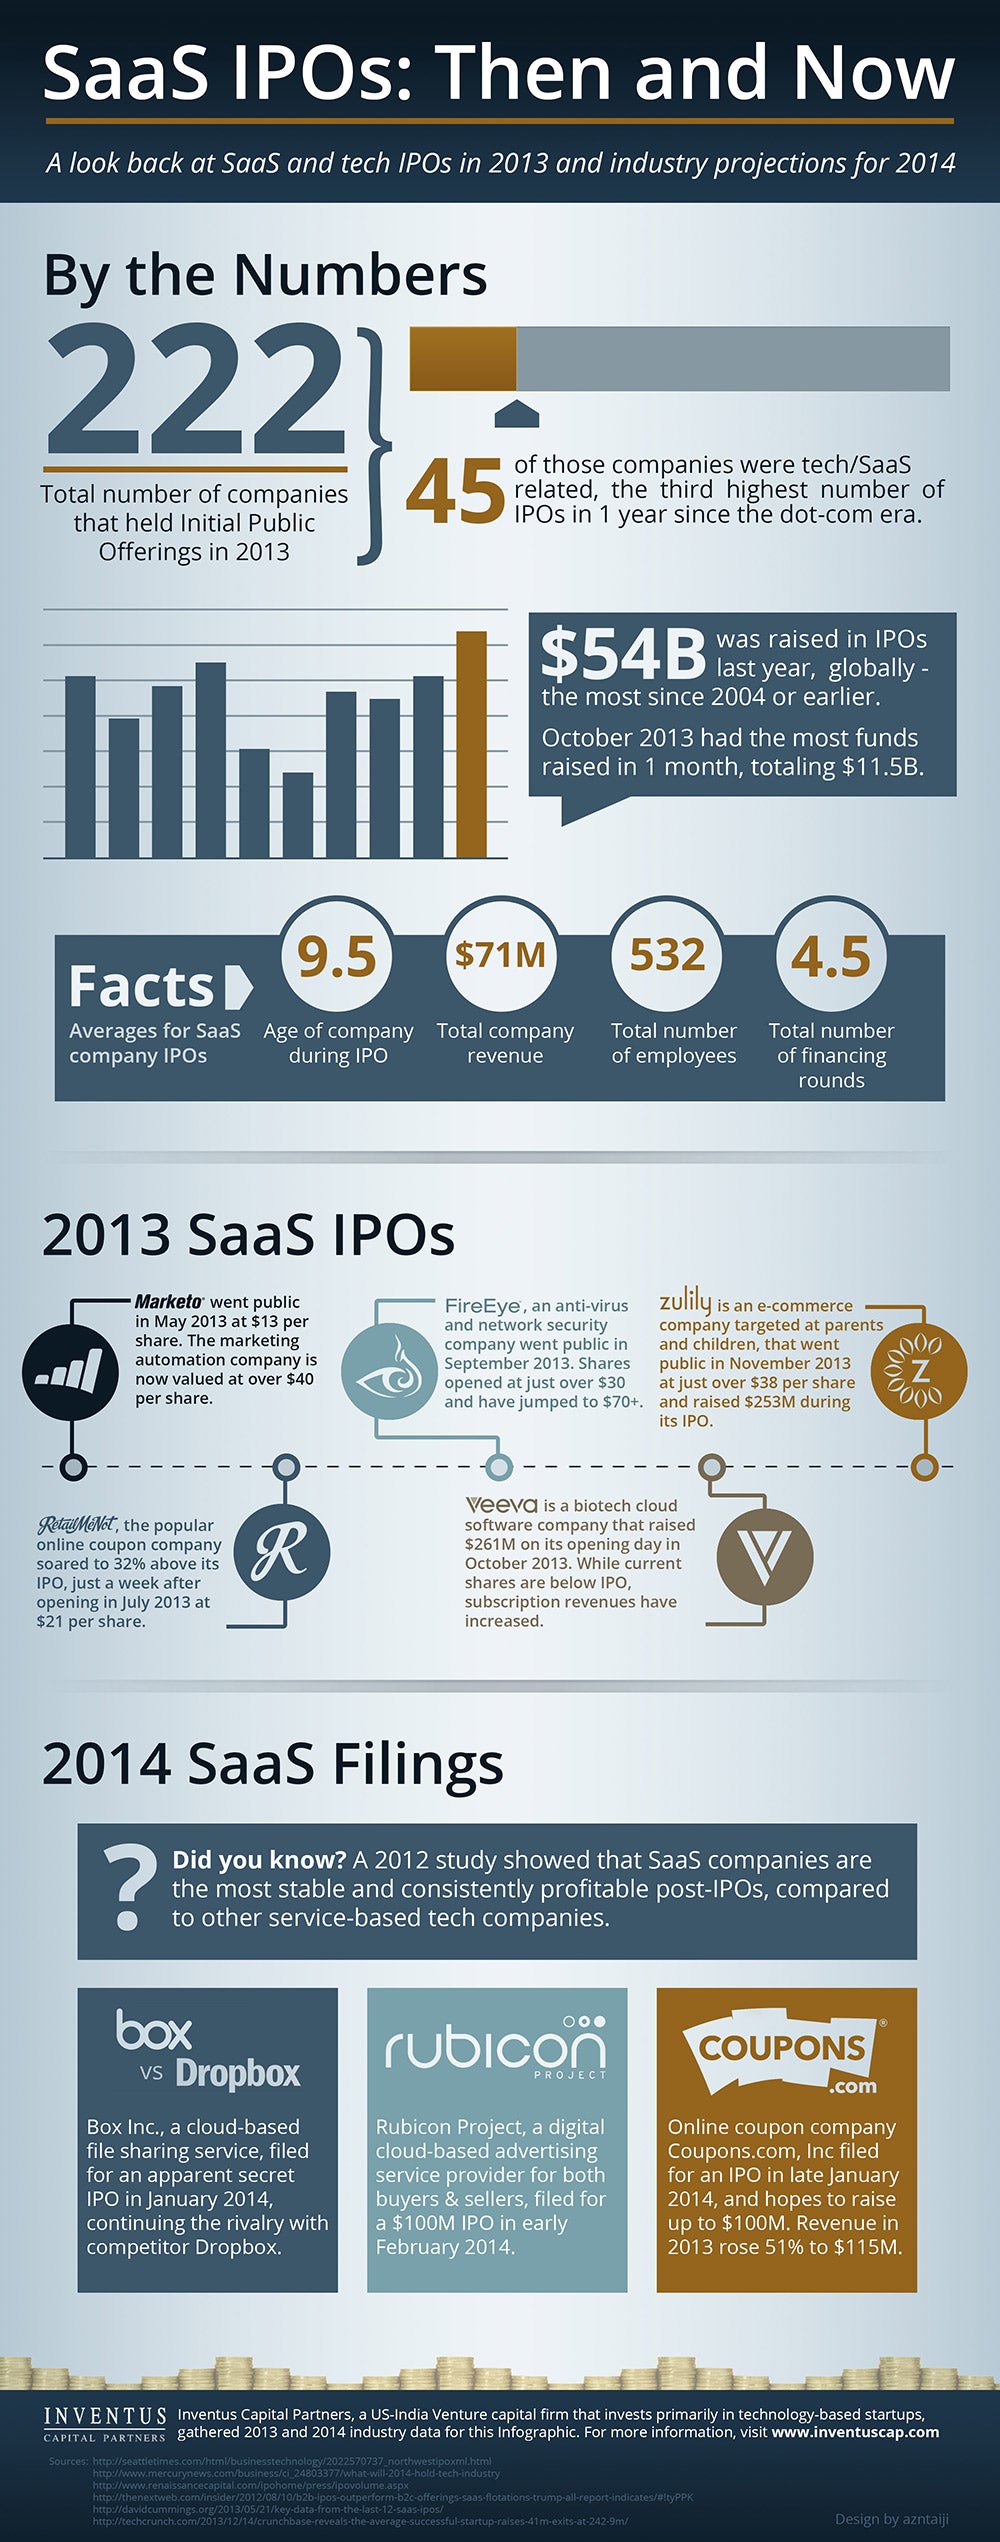 SaaS IPOs: Then and Now
A look back at SaaS and tech IPOs in 2013 and industry projections for 2014
By the Numbers
222
Total number of companies
that held Initial Public
Offerings in 2013
45
of those companies were tech/SaaS
related, the third highest number of
IPOs in 1 year since the dot-com era.
$54B was raised in IPOs
last year, globally -
the most since 2004 or earlier.
October 2013 had the most funds
raised in 1 month, totaling $11.5B.
Facts
Averages for SaaS
company IPOs
9.5
Age of company
during IPO
$71M
Total company
revenue
532
Total number
of employees
4.5
Total number
of financing
rounds
2013 SaaS IPOs
Marketo went public
in May 2013 at $13 per
share. The marketing
automation company is
now valued at over $40
per share.
FireEye, an anti-virus
and network security
company went public in
September 2013. Shares
opened at just over $30
and have jumped to $70+.
zulily is an e-commerce
company targeted at parents
and children, that went
public in November 2013
at just over $38 per share
and raised $253M during
its IPO.
Z
RetailMeNot, the popular
online coupon company
soared to 32% above its
IPO, just a week after
opening in July 2013 at
$21 per share.
R
Veeva is a biotech cloud
software company that raised
$261M on its opening day in
October 2013. While current
shares are below IPO,
subscription revenues have
increased.
V
2014 SaaS Filings
?
Did you know? A 2012 study showed that SaaS companies are
the most stable and consistently profitable post-IPOs, compared
to other service-based tech companies.
box
vs Dropbox
Box Inc., a cloud-based
file sharing service, filed
for an apparent secret
IPO in January 2014,
continuing the rivalry with
competitor Dropbox.
rubicon
PROJECT
Rubicon Project, a digital
cloud-based advertising
service provider for both
buyers & sellers, filed for
a $100M IPO in early
February 2014.
COUPONS®
.com
Online coupon company
Coupons.com, Inc filed
for an IPO in late January
2014, and hopes to raise
up to $100M. Revenue in
2013 rose 51% to $115M.
INVENTUS
CAPITAL PARTNERS
Inventus Capital Partners, a US-India Venture capital firm that invests primarily in technology-based startups,
gathered 2013 and 2014 industry data for this Infographic. For more information, visit www.inventuscap.com
Sources: http://seattletimes.com/html/businesstechnology/2022570737_northwestipoxml.html
http://www.mercurynews.com/business/ci_24803377/what-will-2014-hold-tech-industry
http://www.renaissancecapital.com/ipohome/press/ipovolume.aspx
http://thenextweb.com/insider/2012/08/10/b2b-ipos-outperform-b2c-offerings-saas-flotations-trump-all-report-indicates/#!tyPPK
http://davidcummings.org/2013/05/21/key-data-from-the-last-12-saas-ipos/
http://techcrunch.com/2013/12/14/crunchbase-reveals-the-average-successful-startup-raises-41m-exits-at-242-9m/
Design by azntaiji